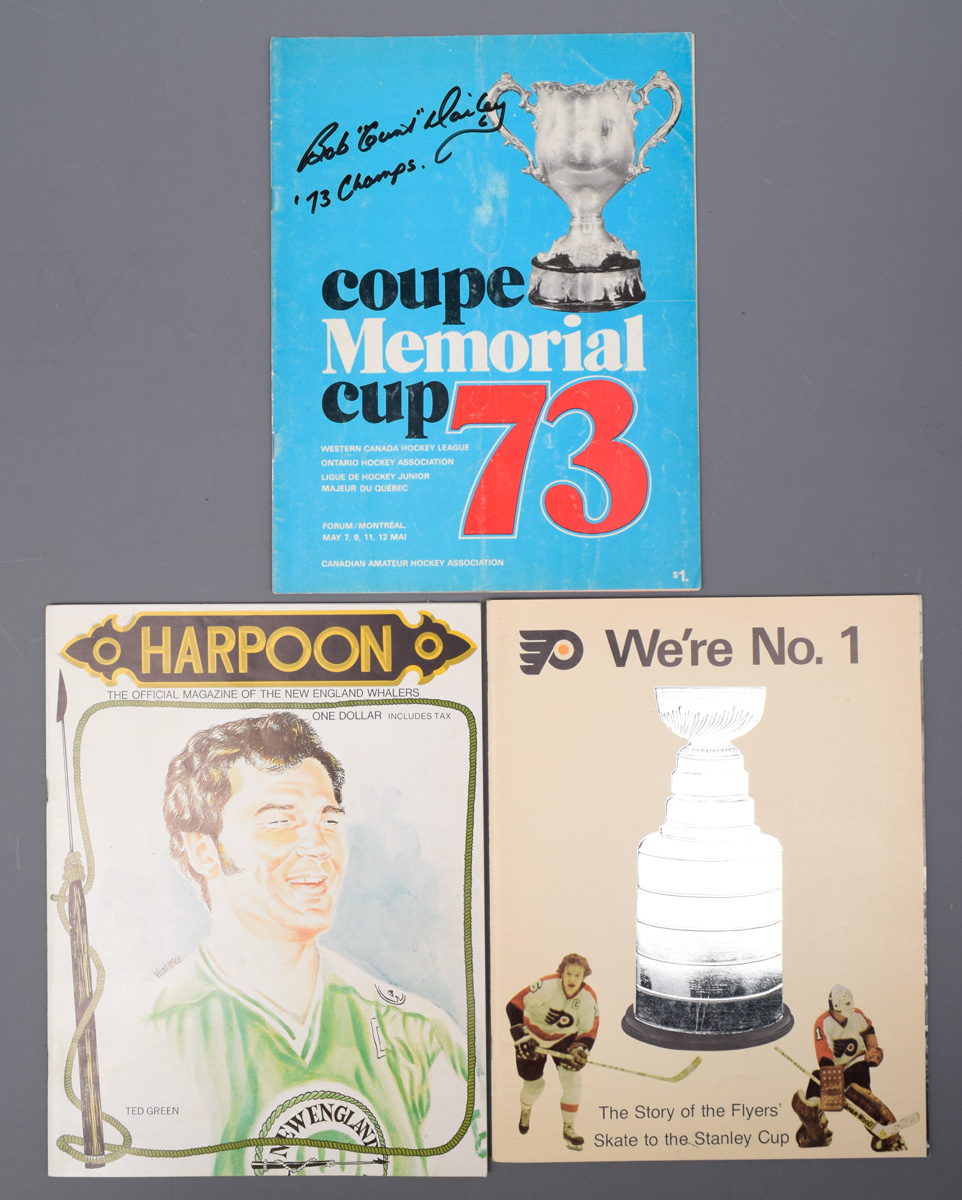 Bob "Count" Dailey
'73 Champs.
coupe
Memorial
cup 73
WESTERN CANADA HOCKEY LEAGUE
ONTARIO HOCKEY ASSOCIATION
LIGUE DE HOCKEY JUNIOR
MAJEUR DU QUÉBEC
FORUM/MONTRÉAL,
MAY 7, 9, 11, 12 MAI
CANADIAN AMATEUR HOCKEY ASSOCIATION
$1.
HARPOON
THE OFFICIAL MAGAZINE OF THE NEW ENGLAND WHALERS
ONE DOLLAR INCLUDES TAX
TED GREEN
NEW ENGLAND
We're No. 1
1
The Story of the Flyers'
Skate to the Stanley Cup